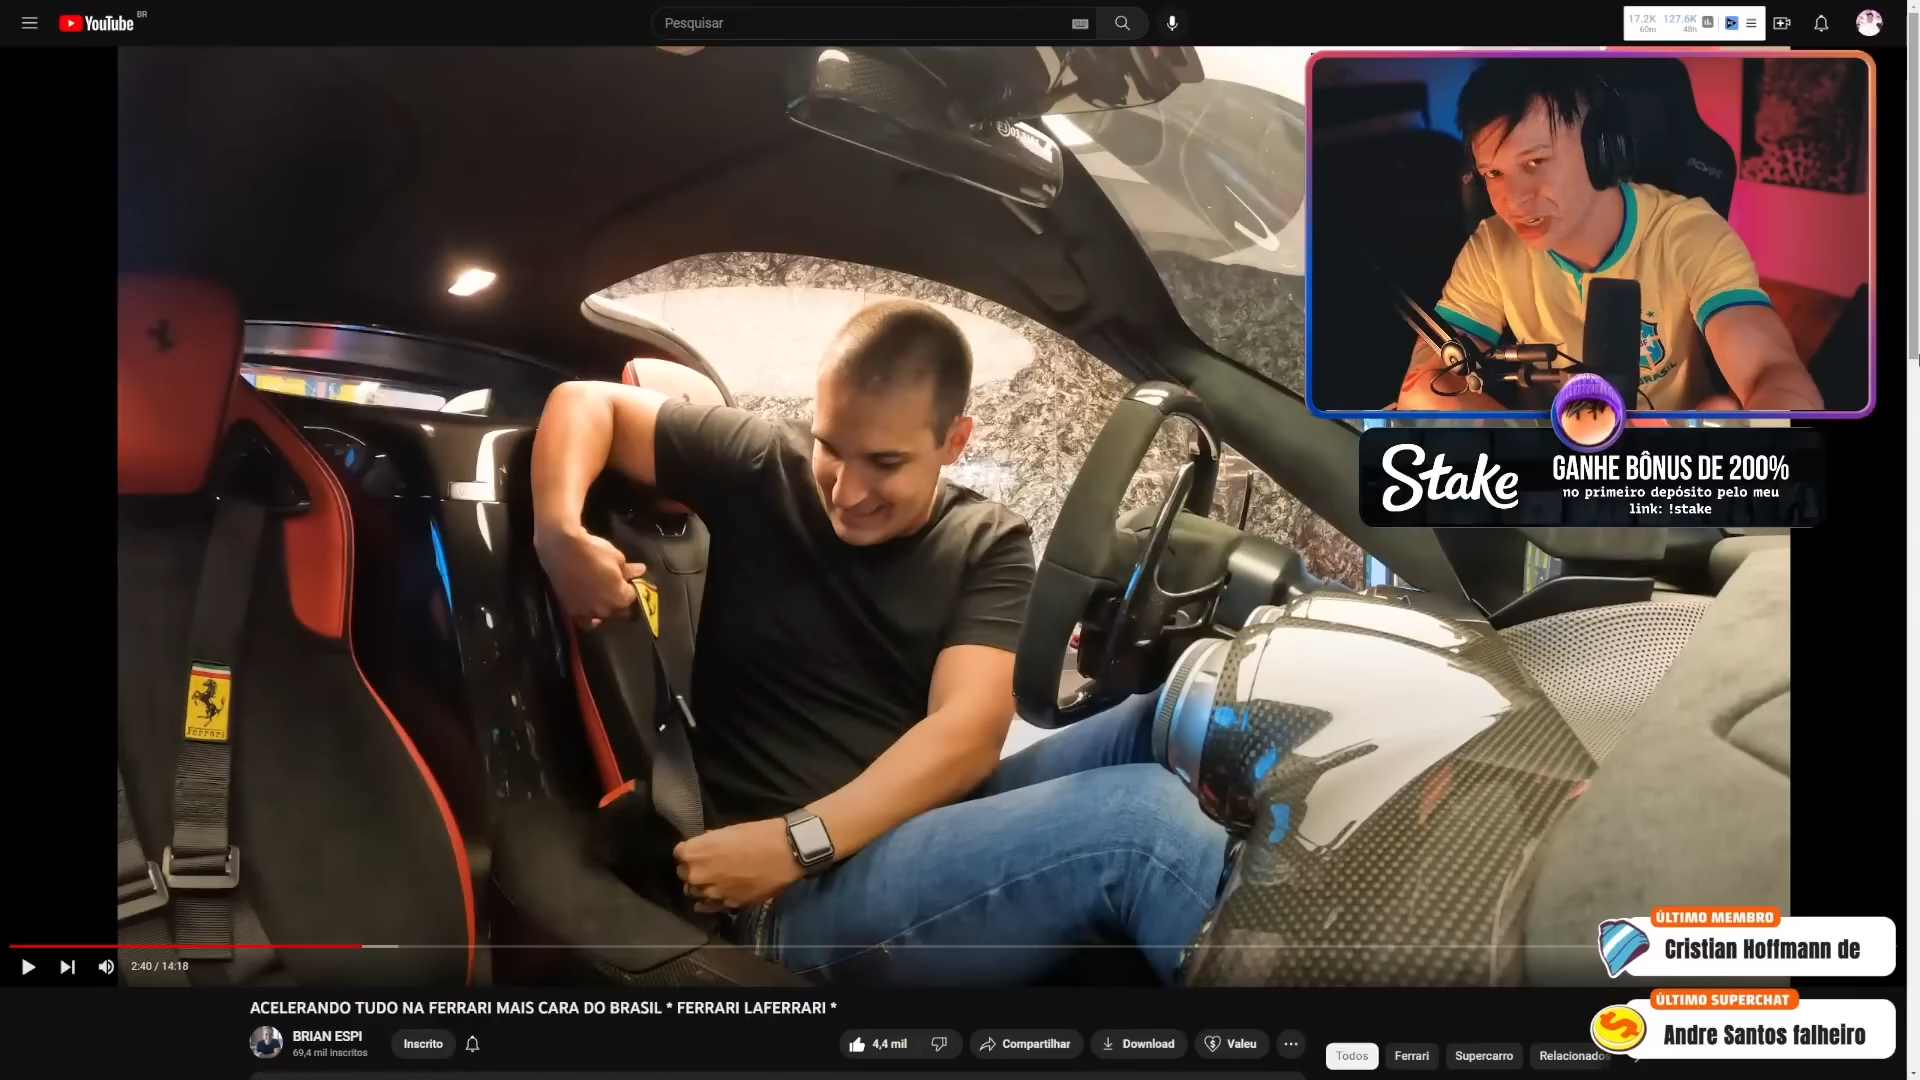 YouTube BR
Pesquisar
17.2K 127.6K
60m 48h
Stake
GANHE BÔNUS DE 200%
no primeiro depósito pelo meu
link: !stake
BRASIL
Ferrari
ÚLTIMO MEMBRO
Cristian Hoffmann de
2:40 / 14:18
ÚLTIMO SUPERCHAT
Andre Santos falheiro
ACELERANDO TUDO NA FERRARI MAIS CARA DO BRASIL * FERRARI LAFERRARI *
BRIAN ESPI
69,4 mil inscritos
Inscrito
4,4 mil
Compartilhar
Download
Valeu
Todos
Ferrari
Supercarro
Relacionados